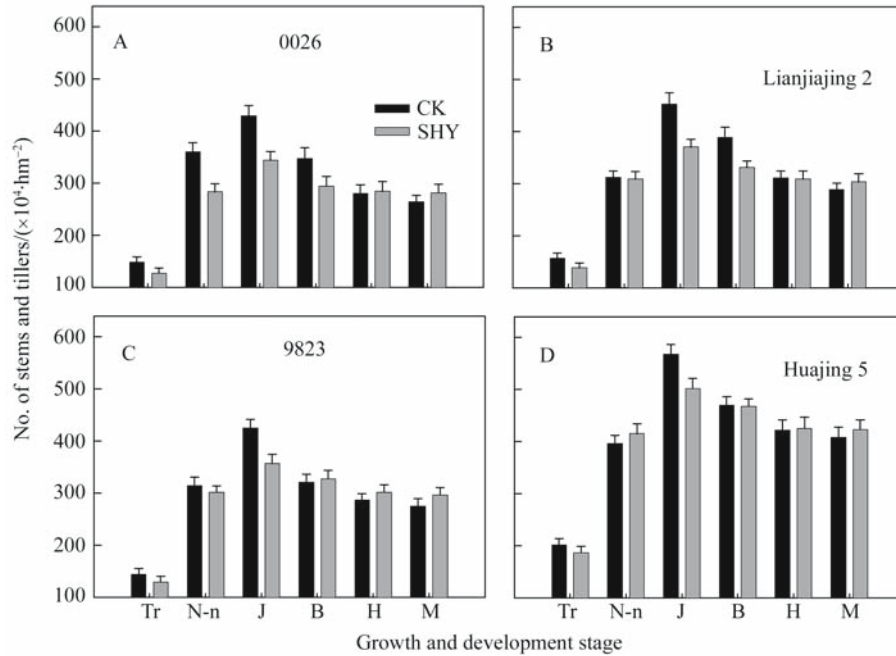 No. of stems and tillers/(×10⁴·hm⁻²)
600
500
400
300
200
100
A
0026
CK
SHY
B
Lianjiajing 2
600
500
400
300
200
100
C
9823
D
Huajing 5
Tr N-n J B H M
Tr N-n J B H M
Growth and development stage